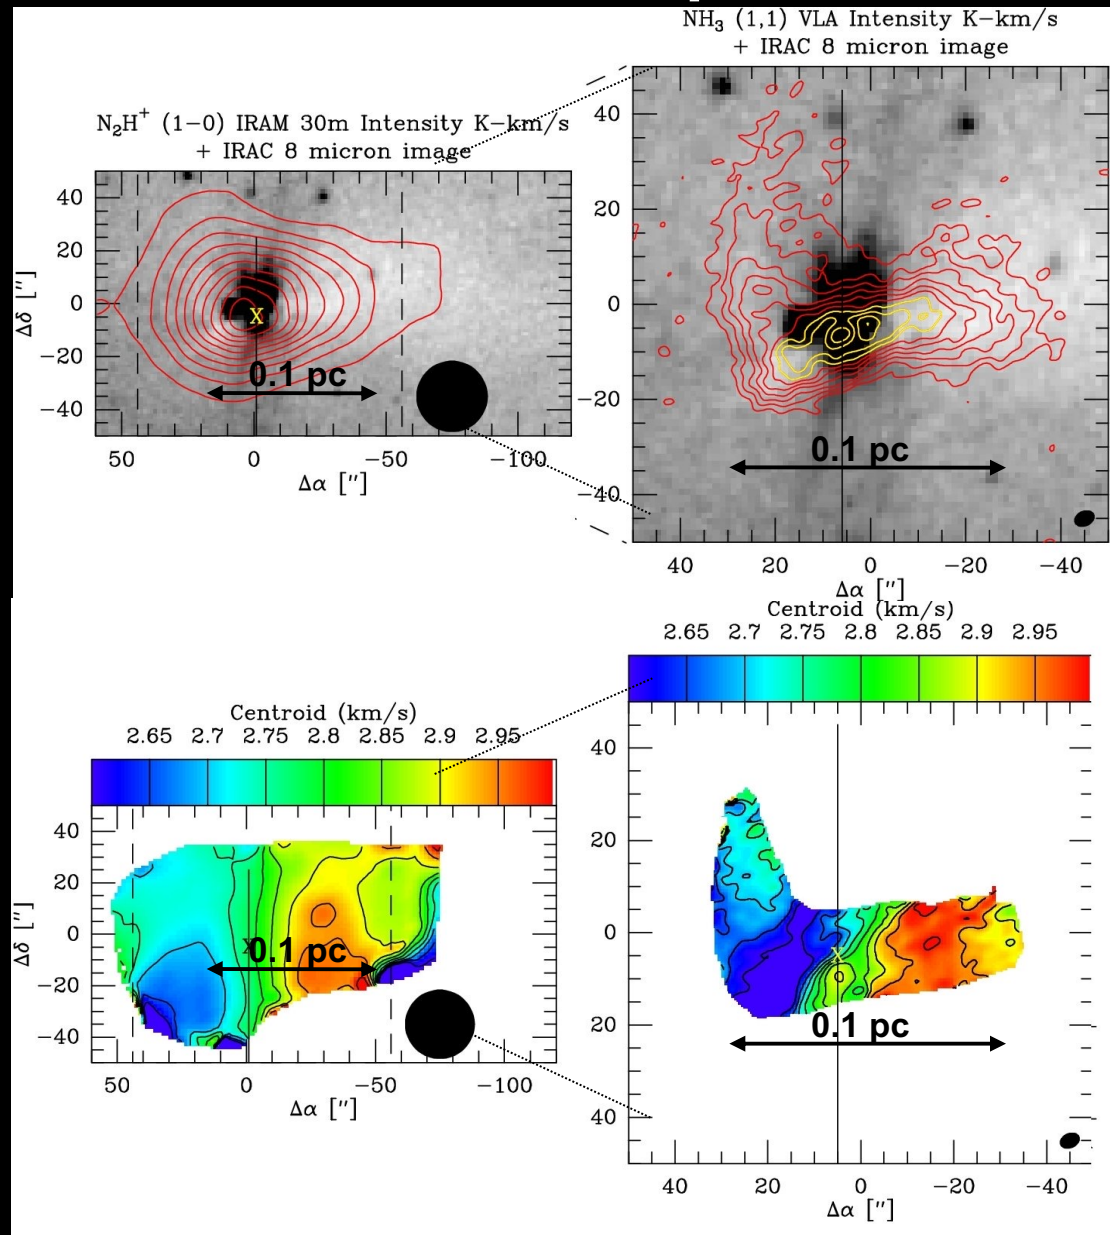 NH₃ (1,1) VLA Intensity K−km/s
+ IRAC 8 micron image
N₂H⁺ (1−0) IRAM 30m Intensity K−km/s
+ IRAC 8 micron image
40
20
0
−20
−40
Δδ ["]
X
0.1 pc
50
0
−50
−100
Δα ["]
40
20
0
−20
−40
0.1 pc
40
20
0
−20
−40
Δα ["]
Centroid (km/s)
2.65 2.7 2.75 2.8 2.85 2.9 2.95
Centroid (km/s)
2.65 2.7 2.75 2.8 2.85 2.9 2.95
40
20
0
−20
−40
Δδ ["]
X
0.1 pc
50
0
−50
−100
Δα ["]
40
20
0
20
40
X
0.1 pc
40
20
0
−20
−40
Δα ["]